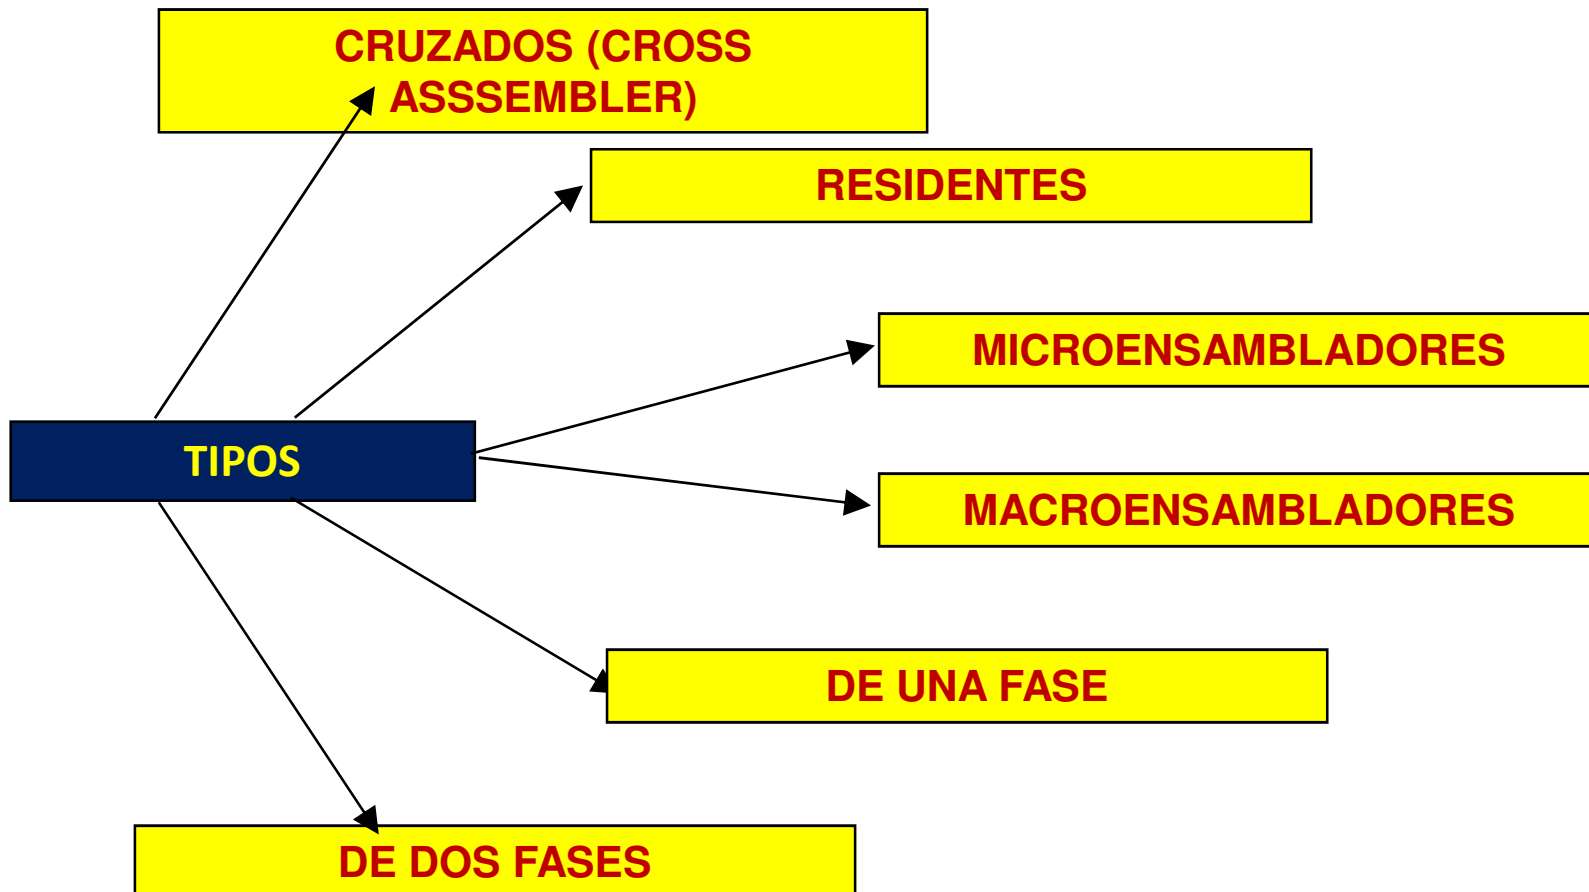 CRUZADOS (CROSS
ASSSEMBLER)
RESIDENTES
MICROENSAMBLADORES
TIPOS
MACROENSAMBLADORES
DE UNA FASE
DE DOS FASES